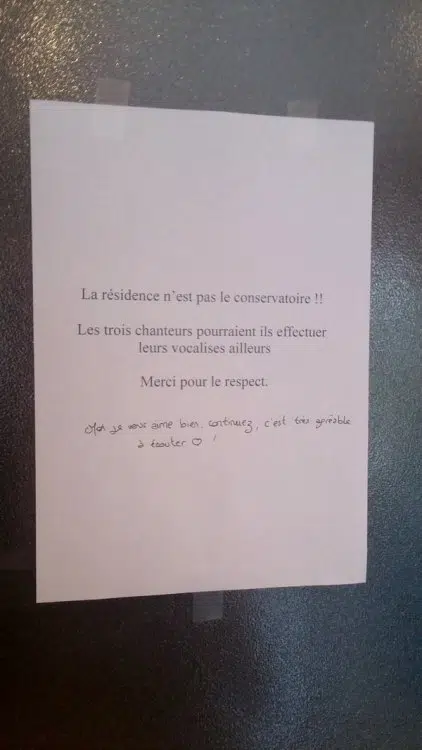 La résidence n'est pas le conservatoire !!
Les trois chanteurs pourraient ils effectuer
leurs vocalises ailleurs
Merci pour le respect.
Moi je vous aime bien, continuez, c'est très agréable
à écouter ♡ !